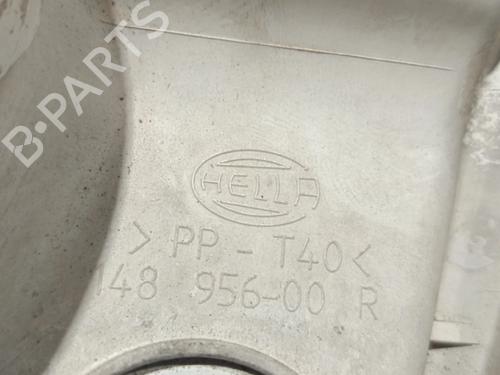 B-PARTS
HELLA
>PP-T40<
148 956-00 R